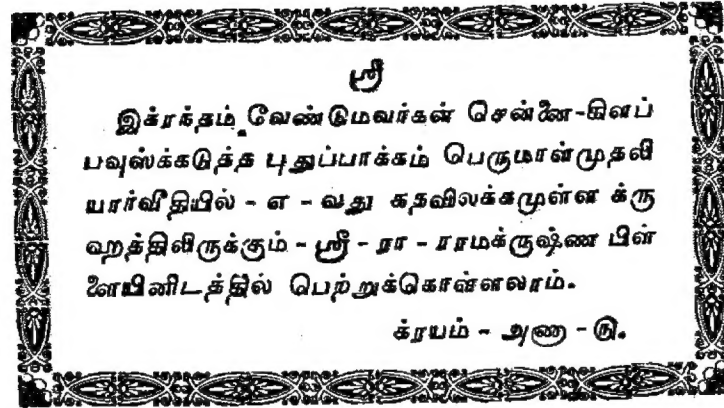 ஸ்ரீ
இக்ரந்தம் வேண்டுமவர்கள் சென்னை-கிளப்
பவுஸ்க்கடுத்த புதுப்பாக்கம் பெருமாள்முதலி
யார்வீதியில் - எ - வது கதவிலக்கமுள்ள க்ரு
ஹத்திலிருக்கும் - ஸ்ரீ - ரா - ராமக்ருஷ்ண பிள்
ளையினிடத்தில் பெற்றுக்கொள்ளலாம்.
க்ரயம் - அணா - ௫.